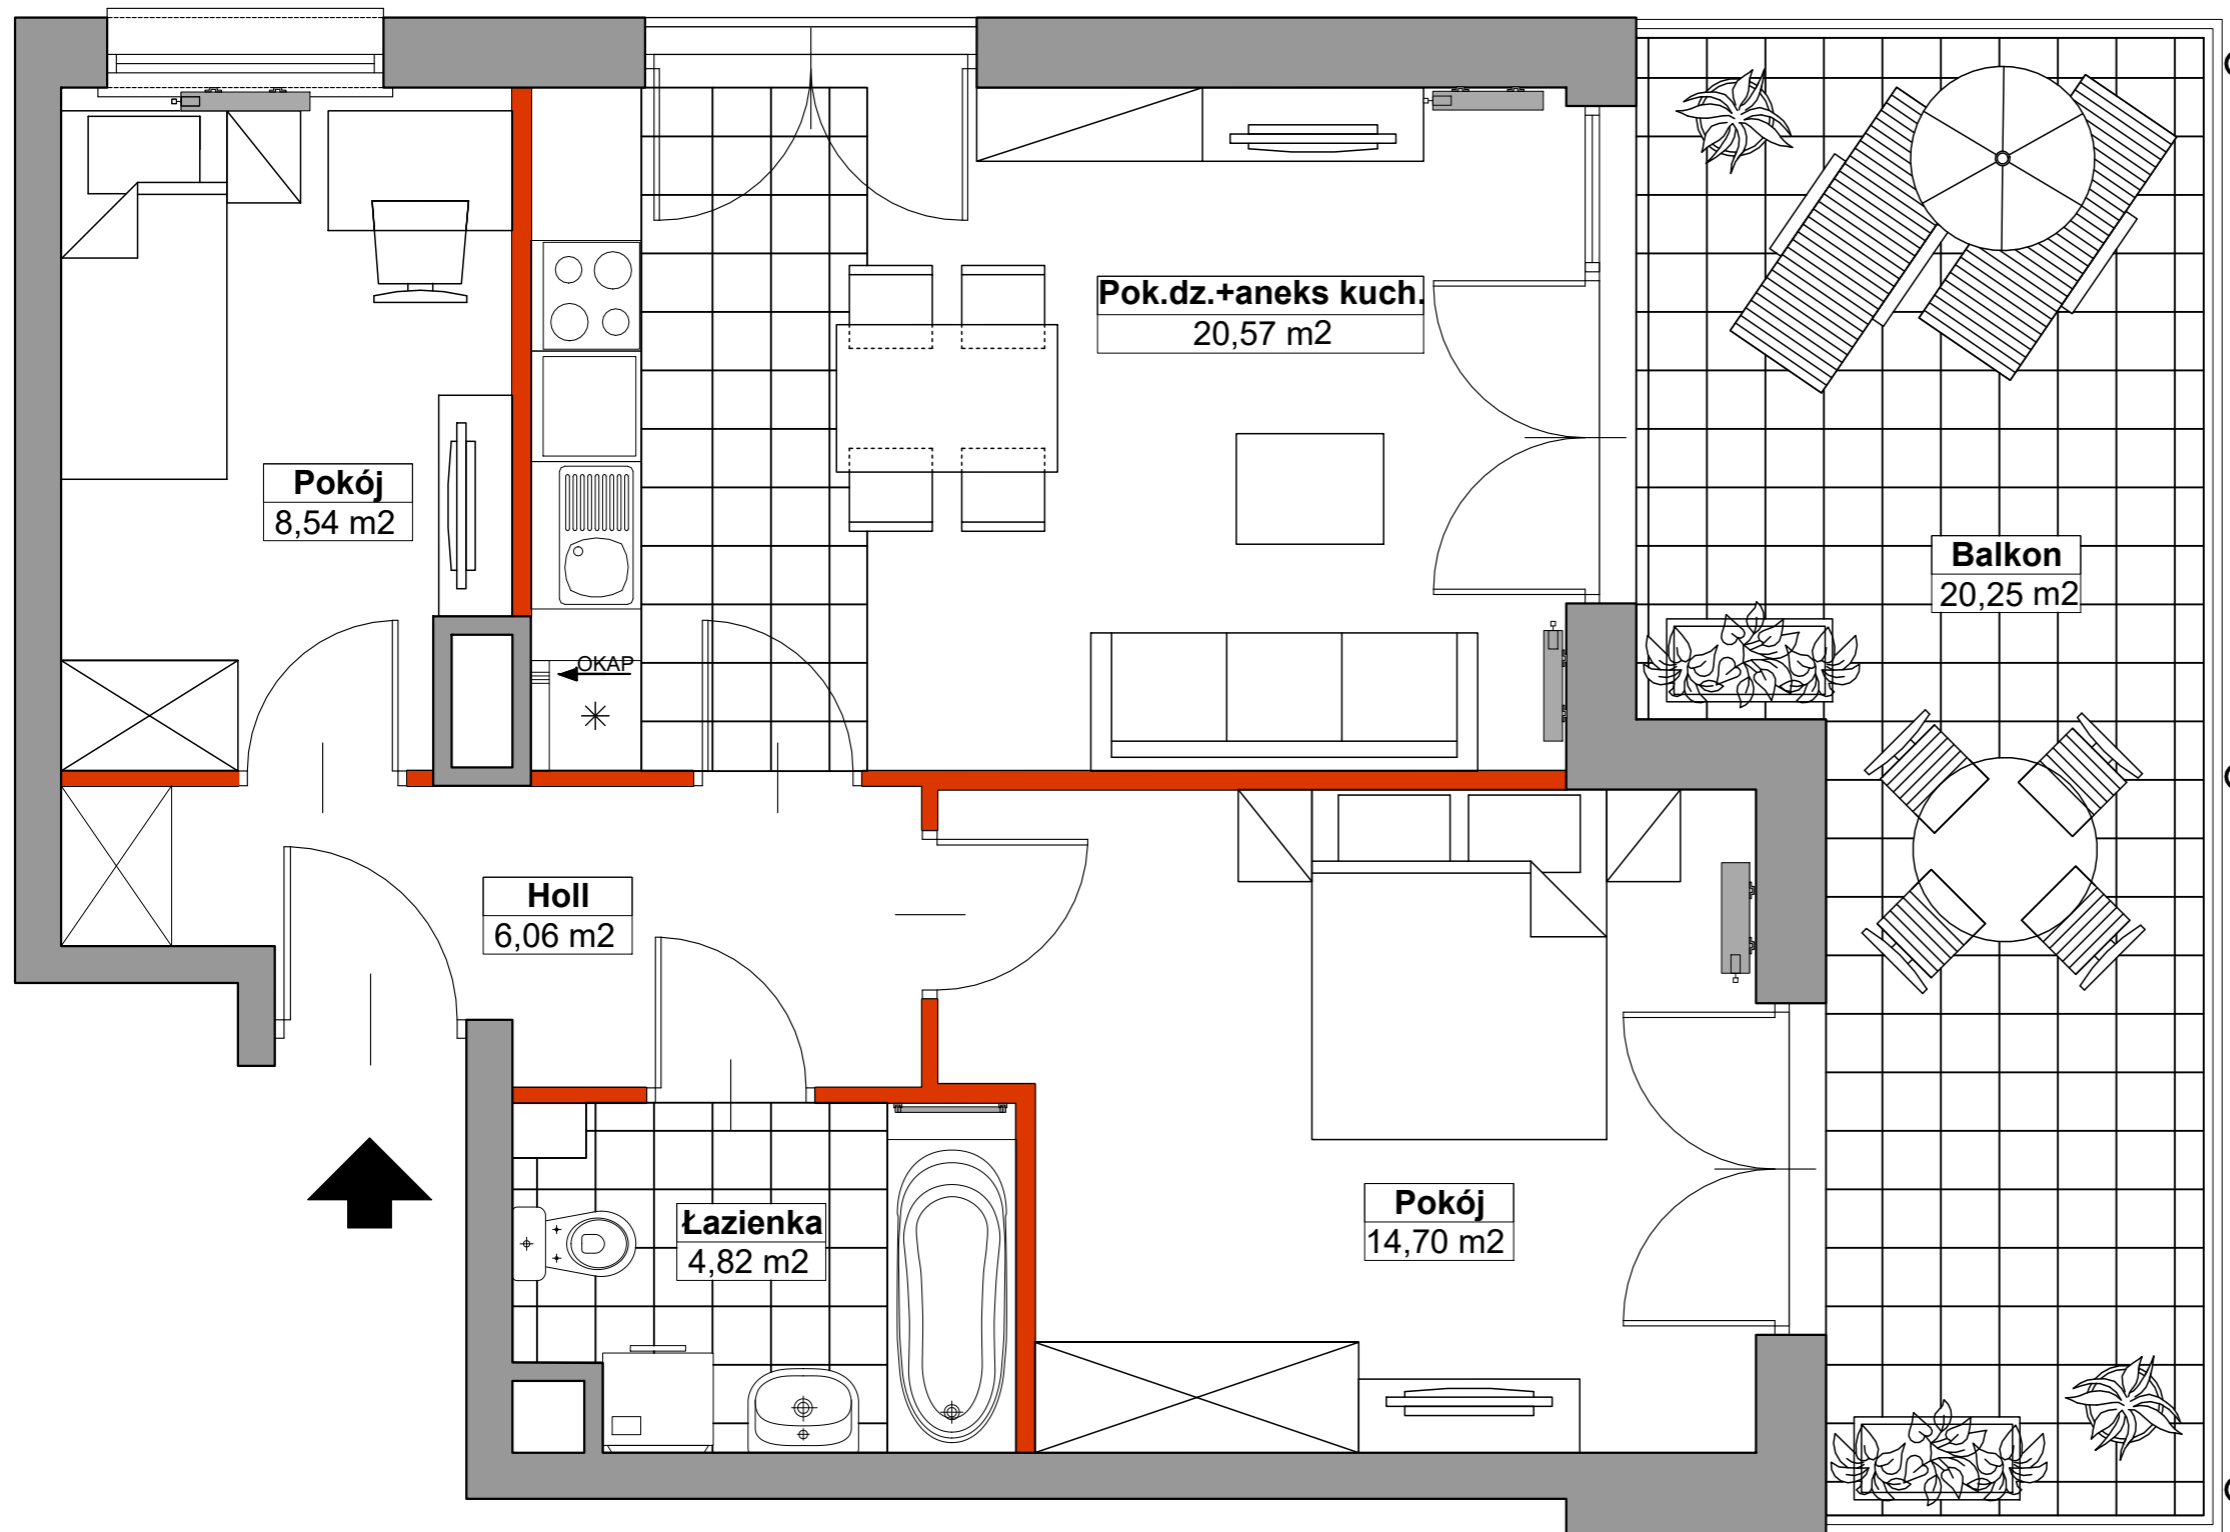 Pok.dz.+aneks kuch.
20,57 m2
Pokój
8,54 m2
Balkon
20,25 m2
OKAP
Holl
6,06 m2
Łazienka
4,82 m2
Pokój
14,70 m2